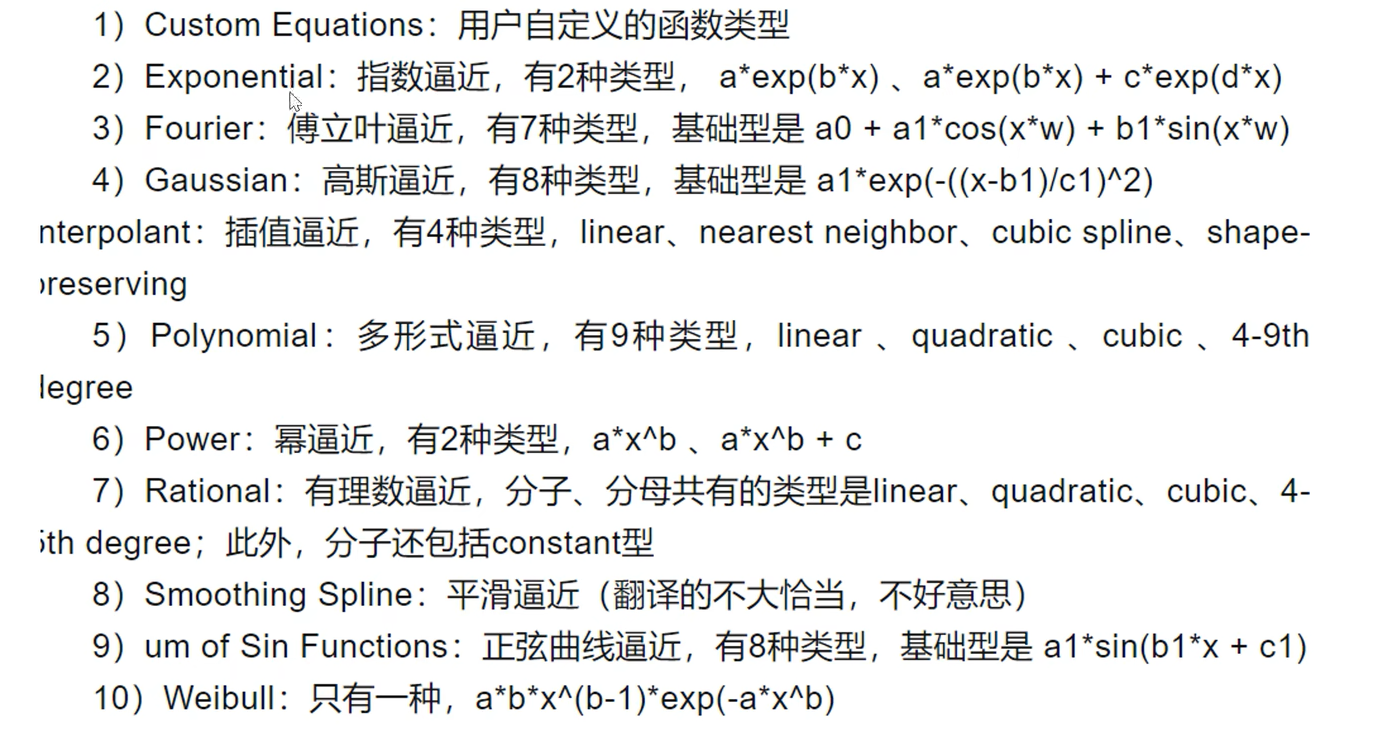 1）Custom Equations：用户自定义的函数类型
2）Exponential：指数逼近，有2种类型， a*exp(b*x) 、a*exp(b*x) + c*exp(d*x)
3）Fourier：傅立叶逼近，有7种类型，基础型是 a0 + a1*cos(x*w) + b1*sin(x*w)
4）Gaussian：高斯逼近，有8种类型，基础型是 a1*exp(-((x-b1)/c1)^2)
nterpolant：插值逼近，有4种类型，linear、nearest neighbor、cubic spline、shape-
preserving
5）Polynomial：多形式逼近，有9种类型，linear 、quadratic 、cubic 、4-9th
degree
6）Power：幂逼近，有2种类型，a*x^b 、a*x^b + c
7）Rational：有理数逼近，分子、分母共有的类型是linear、quadratic、cubic、4-
5th degree；此外，分子还包括constant型
8）Smoothing Spline：平滑逼近（翻译的不大恰当，不好意思）
9）um of Sin Functions：正弦曲线逼近，有8种类型，基础型是 a1*sin(b1*x + c1)
10）Weibull：只有一种，a*b*x^(b-1)*exp(-a*x^b)